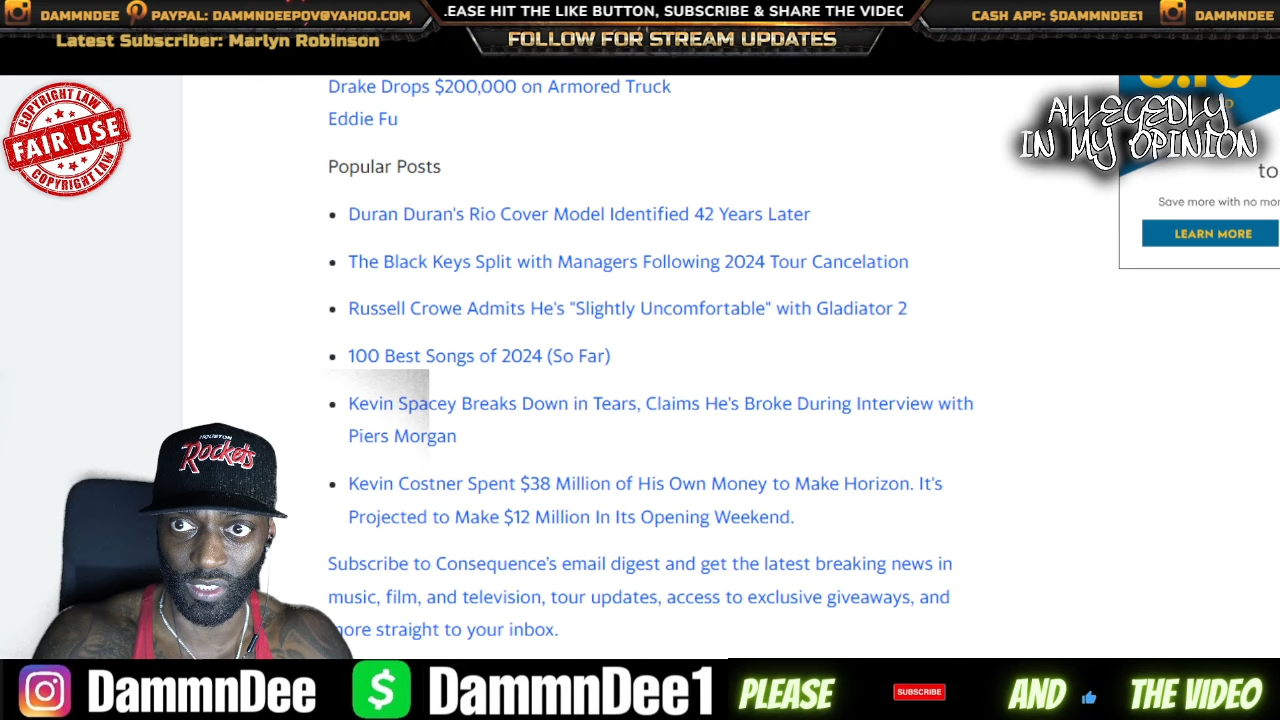 DAMMNDEE
PAYPAL: DAMMNDEEPOV@YAHOO.COM
EASE HIT THE LIKE BUTTON, SUBSCRIBE & SHARE THE VIDEO
CASH APP: $DAMMNDEE1
DAMMNDEE
Latest Subscriber: Marlyn Robinson
FOLLOW FOR STREAM UPDATES
COPYRIGHT LAW
FAIR USE
COPYRIGHT LAW
ALLEGEDLY
IN MY OPINION
Drake Drops $200,000 on Armored Truck
Eddie Fu
Popular Posts
to
Save more with no mor
LEARN MORE
• Duran Duran's Rio Cover Model Identified 42 Years Later
• The Black Keys Split with Managers Following 2024 Tour Cancelation
• Russell Crowe Admits He's "Slightly Uncomfortable" with Gladiator 2
• 100 Best Songs of 2024 (So Far)
• Kevin Spacey Breaks Down in Tears, Claims He's Broke During Interview with
Piers Morgan
• Kevin Costner Spent $38 Million of His Own Money to Make Horizon. It's
Projected to Make $12 Million In Its Opening Weekend.
Subscribe to Consequence's email digest and get the latest breaking news in
music, film, and television, tour updates, access to exclusive giveaways, and
more straight to your inbox.
HOUSTON
Rockets
DammnDee
$
DammnDee1
PLEASE
SUBSCRIBE
AND
THE VIDEO